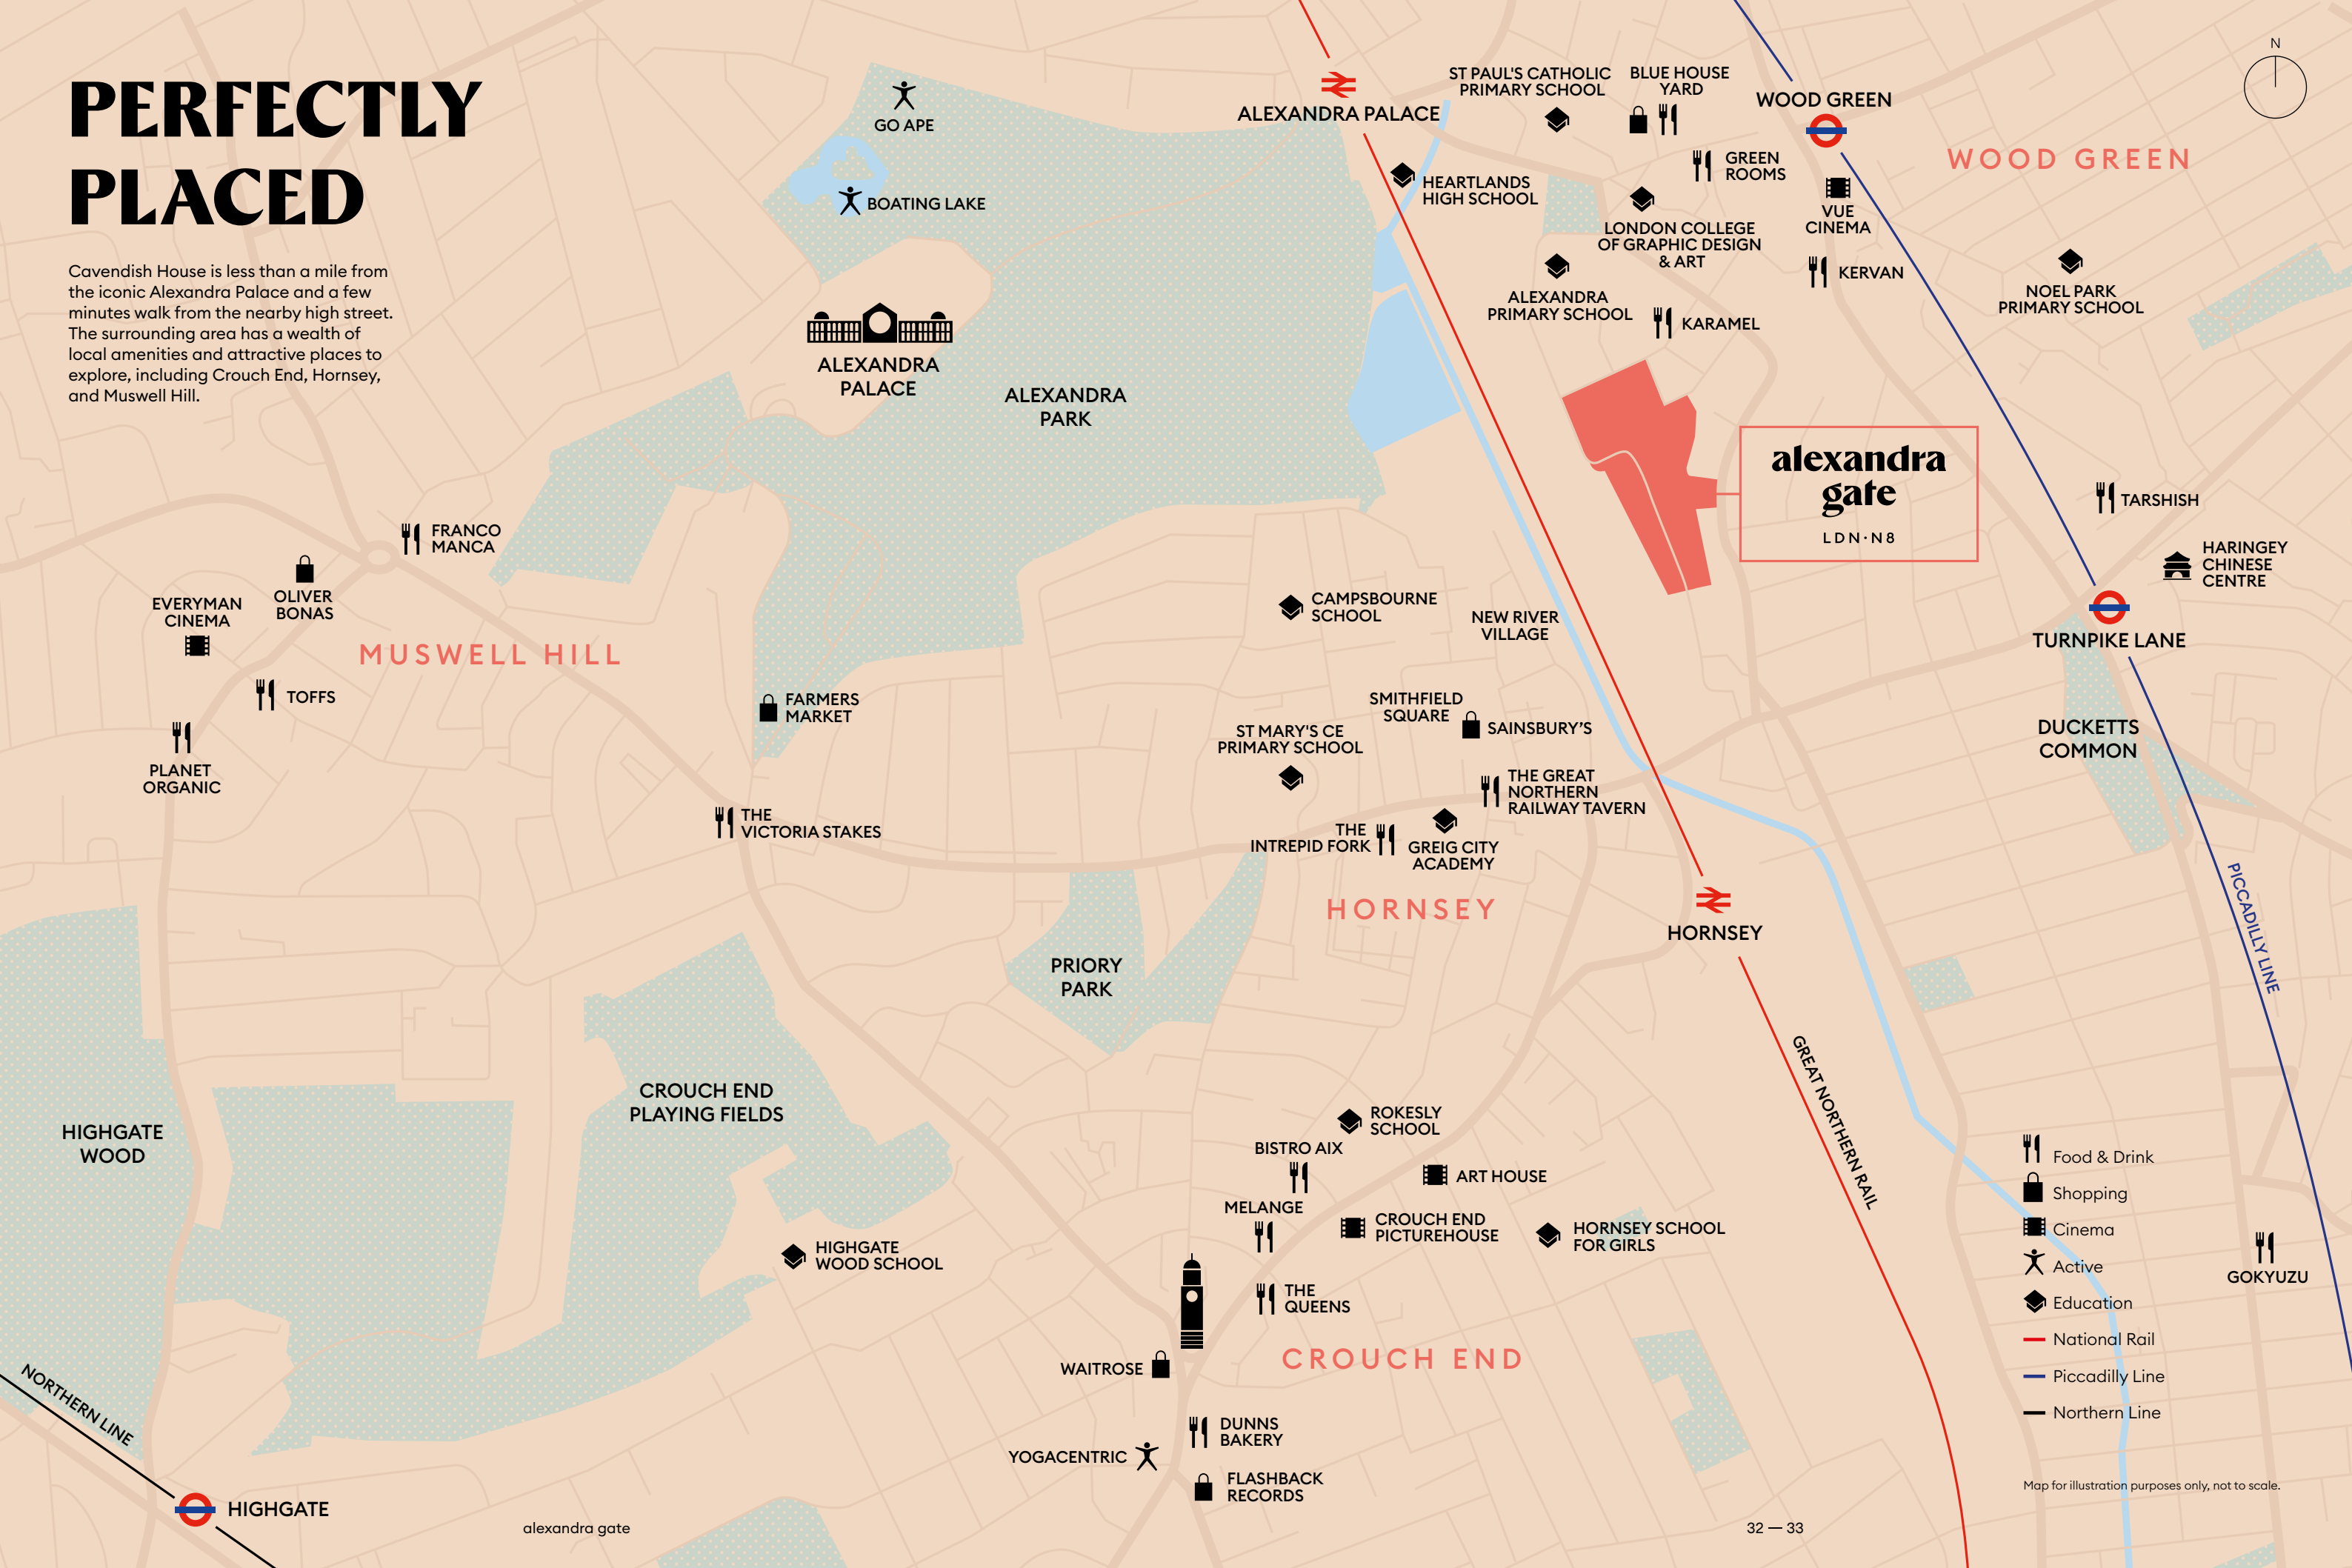 PERFECTLY
PLACED
Cavendish House is less than a mile from
the iconic Alexandra Palace and a few
minutes walk from the nearby high street.
The surrounding area has a wealth of
local amenities and attractive places to
explore, including Crouch End, Hornsey,
and Muswell Hill.
GO APE
BOATING LAKE
ALEXANDRA
PALACE
ALEXANDRA
PARK
ALEXANDRA PALACE
ST PAUL'S CATHOLIC
PRIMARY SCHOOL
BLUE HOUSE
YARD
WOOD GREEN
N
WOOD GREEN
HEARTLANDS
HIGH SCHOOL
GREEN
ROOMS
LONDON COLLEGE
OF GRAPHIC DESIGN
& ART
VUE
CINEMA
KERVAN
ALEXANDRA
PRIMARY SCHOOL
KARAMEL
NOEL PARK
PRIMARY SCHOOL
alexandra
gate
LDN·N8
TARSHISH
HARINGEY
CHINESE
CENTRE
TURNPIKE LANE
DUCKETTS
COMMON
FRANCO
MANCA
OLIVER
BONAS
EVERYMAN
CINEMA
MUSWELL HILL
TOFFS
PLANET
ORGANIC
FARMERS
MARKET
THE
VICTORIA STAKES
CAMPSBOURNE
SCHOOL
NEW RIVER
VILLAGE
SMITHFIELD
SQUARE
SAINSBURY'S
ST MARY'S CE
PRIMARY SCHOOL
THE GREAT
NORTHERN
RAILWAY TAVERN
THE
INTREPID FORK
GREIG CITY
ACADEMY
HORNSEY
HORNSEY
PICCADILLY LINE
PRIORY
PARK
GREAT NORTHERN RAIL
HIGHGATE
WOOD
CROUCH END
PLAYING FIELDS
HIGHGATE
WOOD SCHOOL
ROKESLY
SCHOOL
BISTRO AIX
ART HOUSE
MELANGE
CROUCH END
PICTUREHOUSE
HORNSEY SCHOOL
FOR GIRLS
THE
QUEENS
CROUCH END
WAITROSE
DUNNS
BAKERY
YOGACENTRIC
FLASHBACK
RECORDS
NORTHERN LINE
HIGHGATE
GOKYUZU
Food & Drink
Shopping
Cinema
Active
Education
National Rail
Piccadilly Line
Northern Line
Map for illustration purposes only, not to scale.
alexandra gate
32 — 33